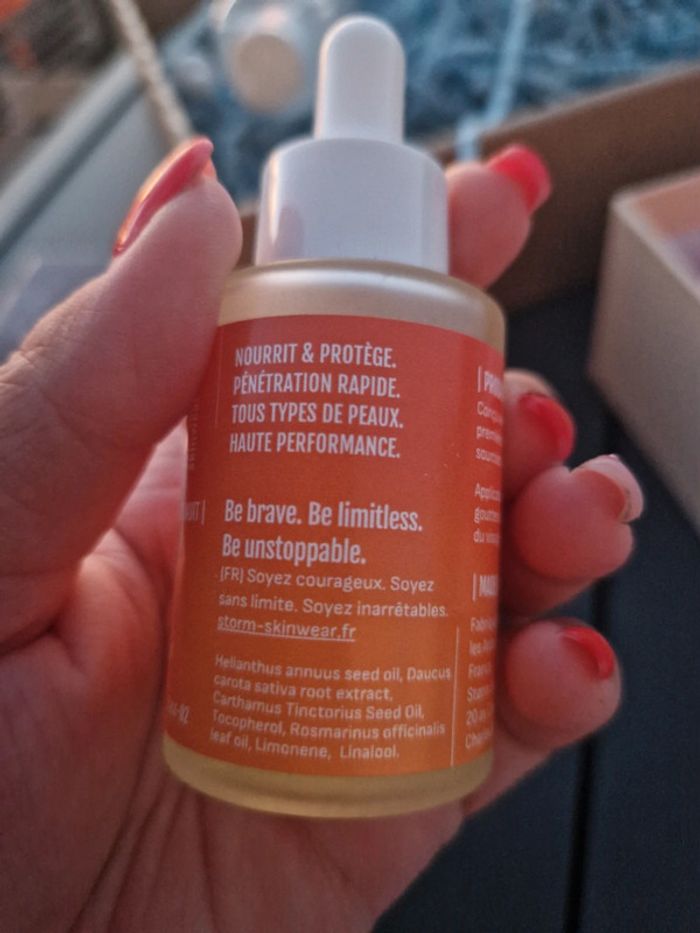 NOURRIT & PROTÈGE.
PÉNÉTRATION RAPIDE.
TOUS TYPES DE PEAUX.
HAUTE PERFORMANCE.
Be brave. Be limitless.
Be unstoppable.
(FR) Soyez courageux. Soyez
sans limite. Soyez inarrêtables.
storm-skinwear.fr
Helianthus annuus seed oil, Daucus
carota sativa root extract,
Carthamus Tinctorius Seed Oil,
Tocopherol, Rosmarinus officinalis
leaf oil, Limonene, Linalool.